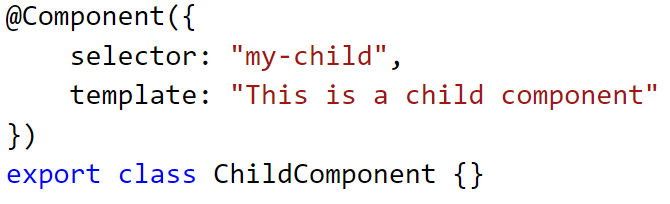 @Component({
    selector: "my-child",
    template: "This is a child component"
})
export class ChildComponent {}